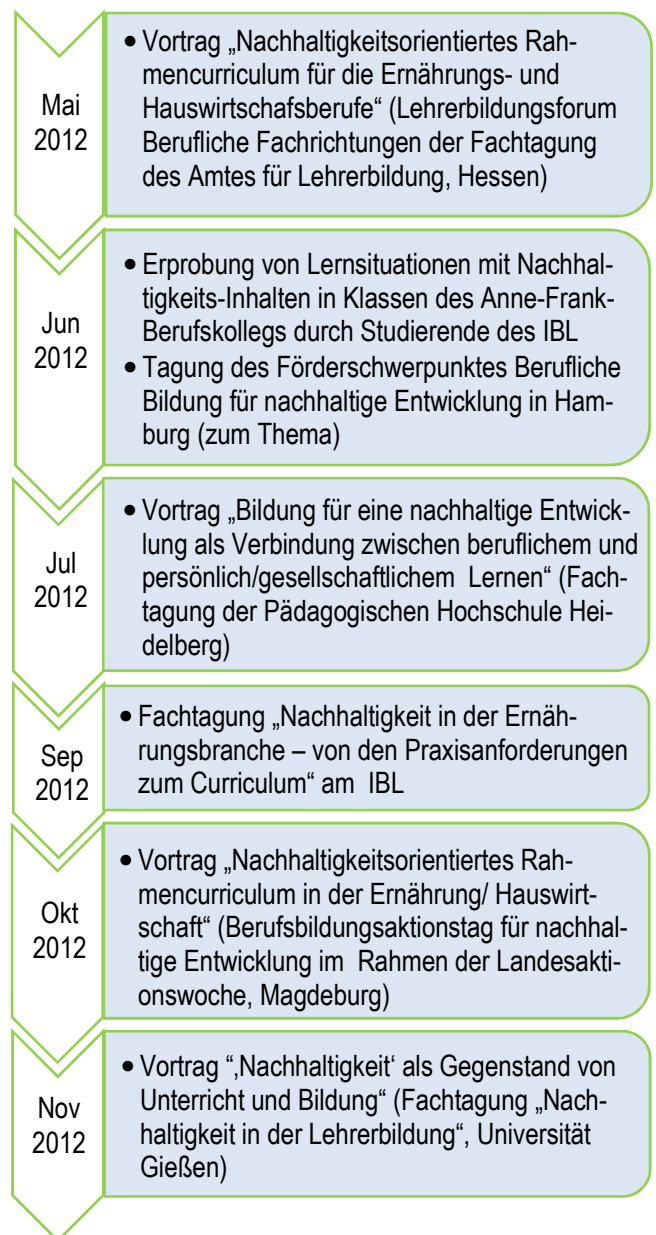 Mai
2012
• Vortrag „Nachhaltigkeitsorientiertes Rah-
mencurriculum für die Ernährungs- und
Hauswirtschafsberufe“ (Lehrerbildungsforum
Berufliche Fachrichtungen der Fachtagung
des Amtes für Lehrerbildung, Hessen)
Jun
2012
• Erprobung von Lernsituationen mit Nachhal-
tigkeits-Inhalten in Klassen des Anne-Frank-
Berufskollegs durch Studierende des IBL
• Tagung des Förderschwerpunktes Berufliche
Bildung für nachhaltige Entwicklung in Ham-
burg (zum Thema)
Jul
2012
• Vortrag „Bildung für eine nachhaltige Entwick-
lung als Verbindung zwischen beruflichem und
persönlich/gesellschaftlichem Lernen“ (Fach-
tagung der Pädagogischen Hochschule Hei-
delberg)
Sep
2012
• Fachtagung „Nachhaltigkeit in der Ernäh-
rungsbranche – von den Praxisanforderungen
zum Curriculum“ am IBL
Okt
2012
• Vortrag „Nachhaltigkeitsorientiertes Rah-
mencurriculum in der Ernährung/ Hauswirt-
schaft“ (Berufsbildungsaktionstag für nachhal-
tige Entwicklung im Rahmen der Landesakti-
onswoche, Magdeburg)
Nov
2012
• Vortrag “‚Nachhaltigkeit‘ als Gegenstand von
Unterricht und Bildung“ (Fachtagung „Nach-
haltigkeit in der Lehrerbildung“, Universität
Gießen)